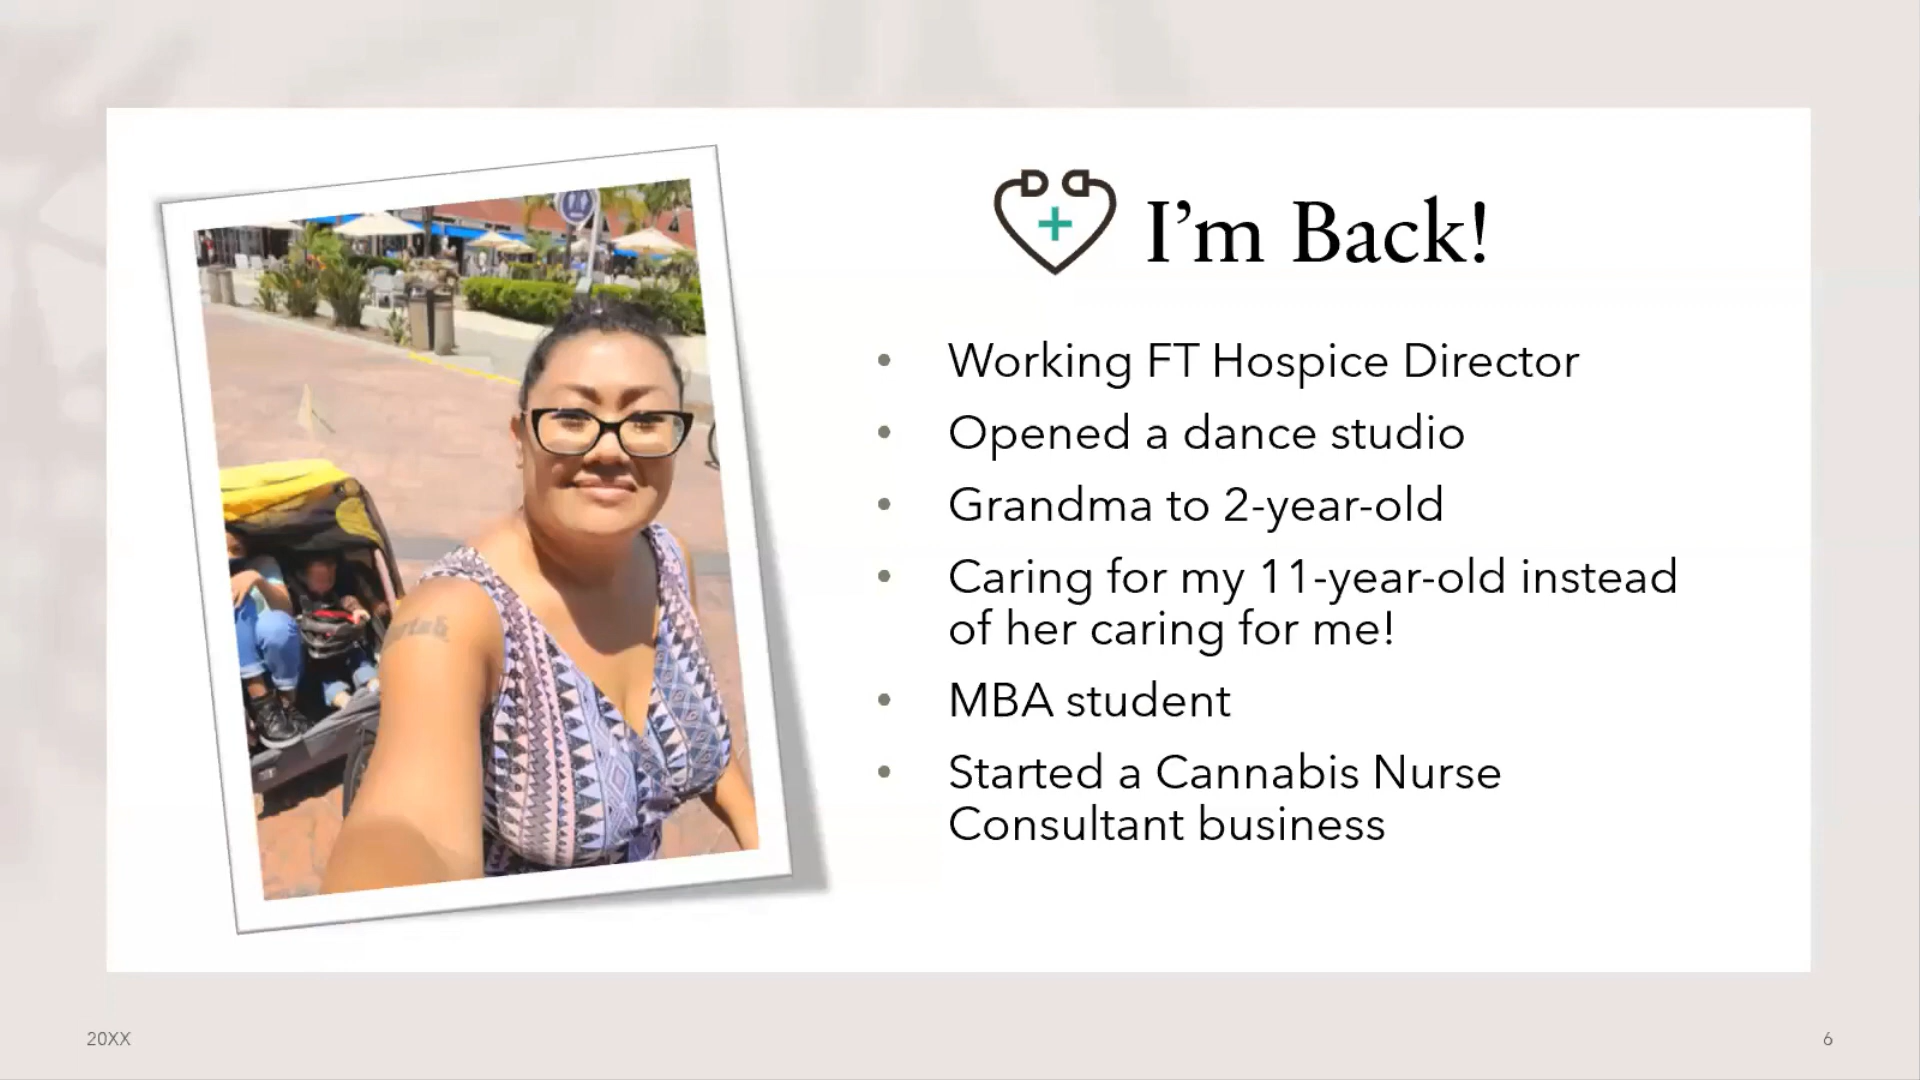 I'm Back!
• Working FT Hospice Director
• Opened a dance studio
• Grandma to 2-year-old
• Caring for my 11-year-old instead
of her caring for me!
• MBA student
• Started a Cannabis Nurse
Consultant business
20XX
6